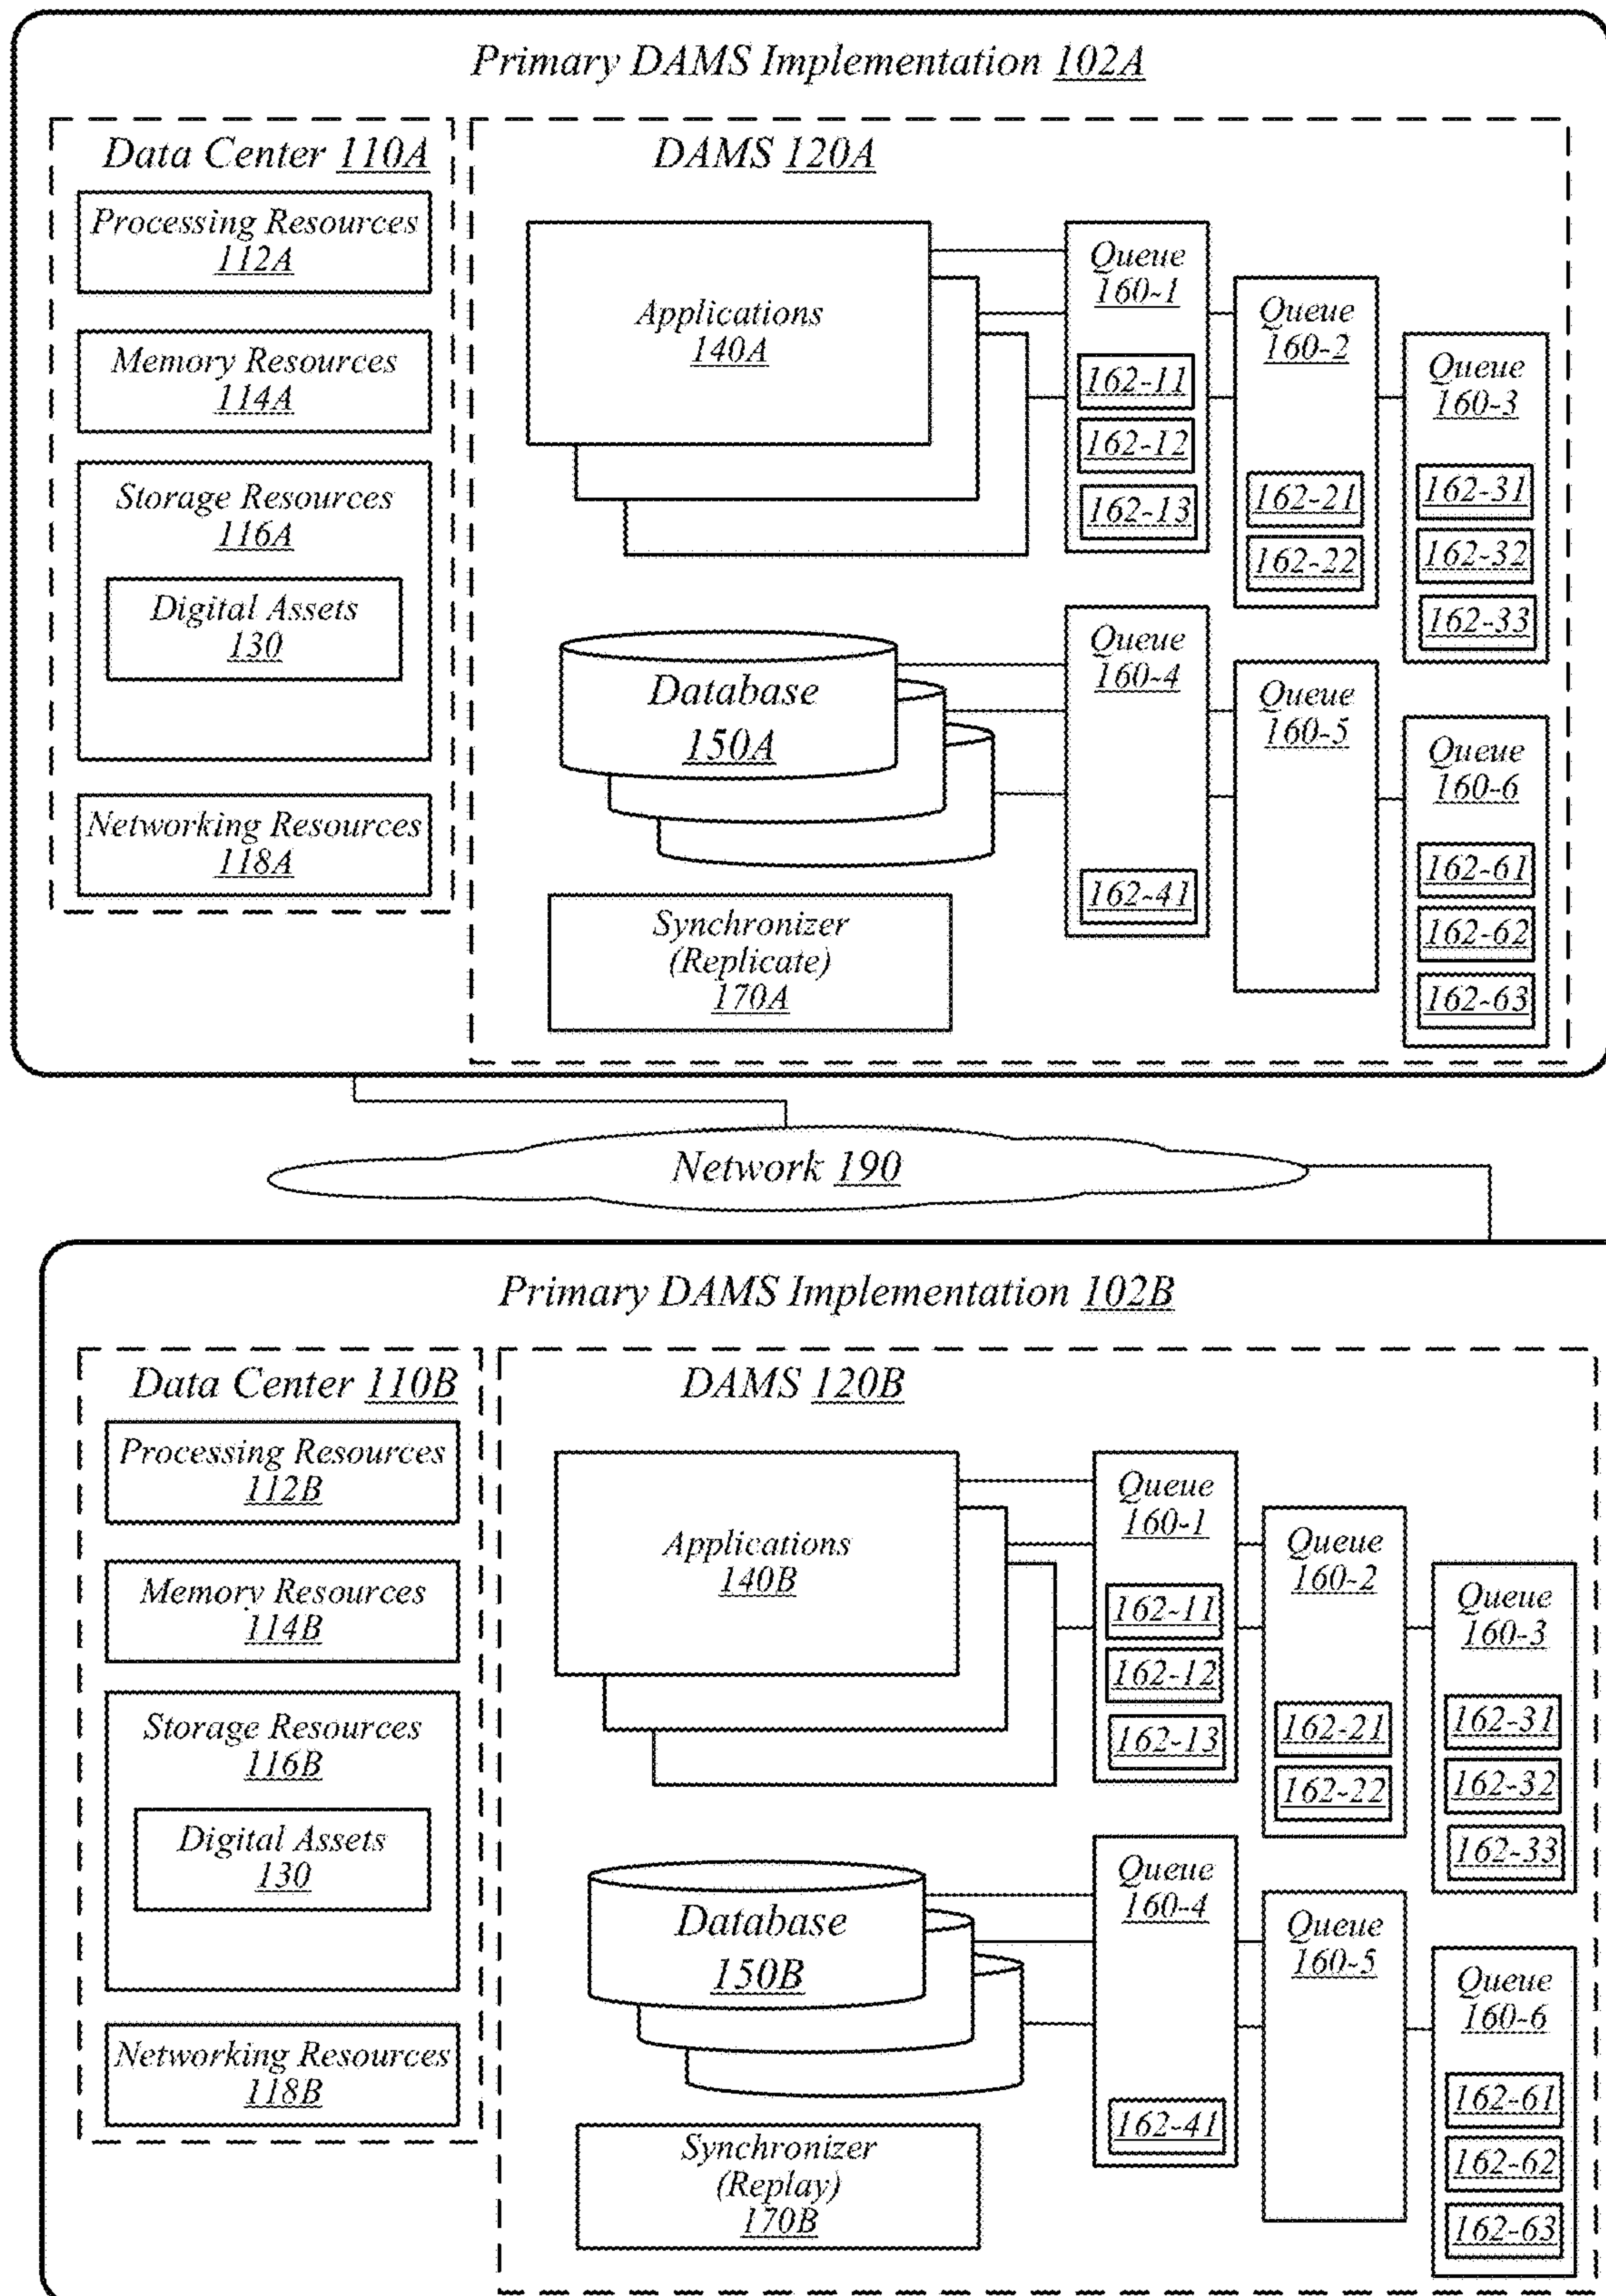 Primary DAMS Implementation 102A
Data Center 110A
Processing Resources
112A
Memory Resources
114A
Storage Resources
116A
Digital Assets
130
Networking Resources
118A
DAMS 120A
Applications
140A
Queue
160-1
162-11
162-12
162-13
Queue
160-2
162-21
162-22
Queue
160-3
162-31
162-32
162-33
Database
150A
Queue
160-4
162-41
Queue
160-5
Queue
160-6
162-61
162-62
162-63
Synchronizer
(Replicate)
170A
Network 190
Primary DAMS Implementation 102B
Data Center 110B
Processing Resources
112B
Memory Resources
114B
Storage Resources
116B
Digital Assets
130
Networking Resources
118B
DAMS 120B
Applications
140B
Queue
160-1
162-11
162-12
162-13
Queue
160-2
162-21
162-22
Queue
160-3
162-31
162-32
162-33
Database
150B
Queue
160-4
162-41
Queue
160-5
Queue
160-6
162-61
162-62
162-63
Synchronizer
(Replay)
170B